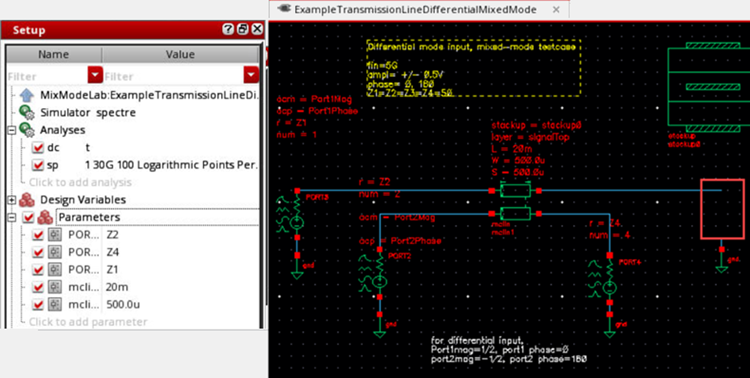 Setup
Name Value
Filter Filter
MixModeLab:ExampleTransmissionLineDi...
Simulator spectre
Analyses
dc t
sp 1 30G 100 Logarithmic Points Per...
Click to add analysis
Design Variables
Parameters
POR... Z2
POR... Z4
POR... Z1
mcli... 20m
mcli... 500.0u
Click to add parameter
ExampleTransmissionLineDifferentialMixedMode
Differential mode input, mixed-mode testcase
fin=5G
ampl= +/- 0.5V
phase= 0, 180
Z1=Z2=Z3=Z4=50
acm = Port1Mag
acp = Port1Phase
r = Z1
num = 1
stackup = stackup0
layer = signalTop
L = 20m
W = 500.0u
S = 500.0u
stackup
stackup0
r = Z2
num = 2
acm = Port2Mag
acp = Port2Phase
mcli1
r = Z4
num = 4
PORT2
PORT4
gnd
gnd
gnd
gnd
for differential input,
Port1mag=1/2, port1 phase=0
port2mag=-1/2, port2 phase=180